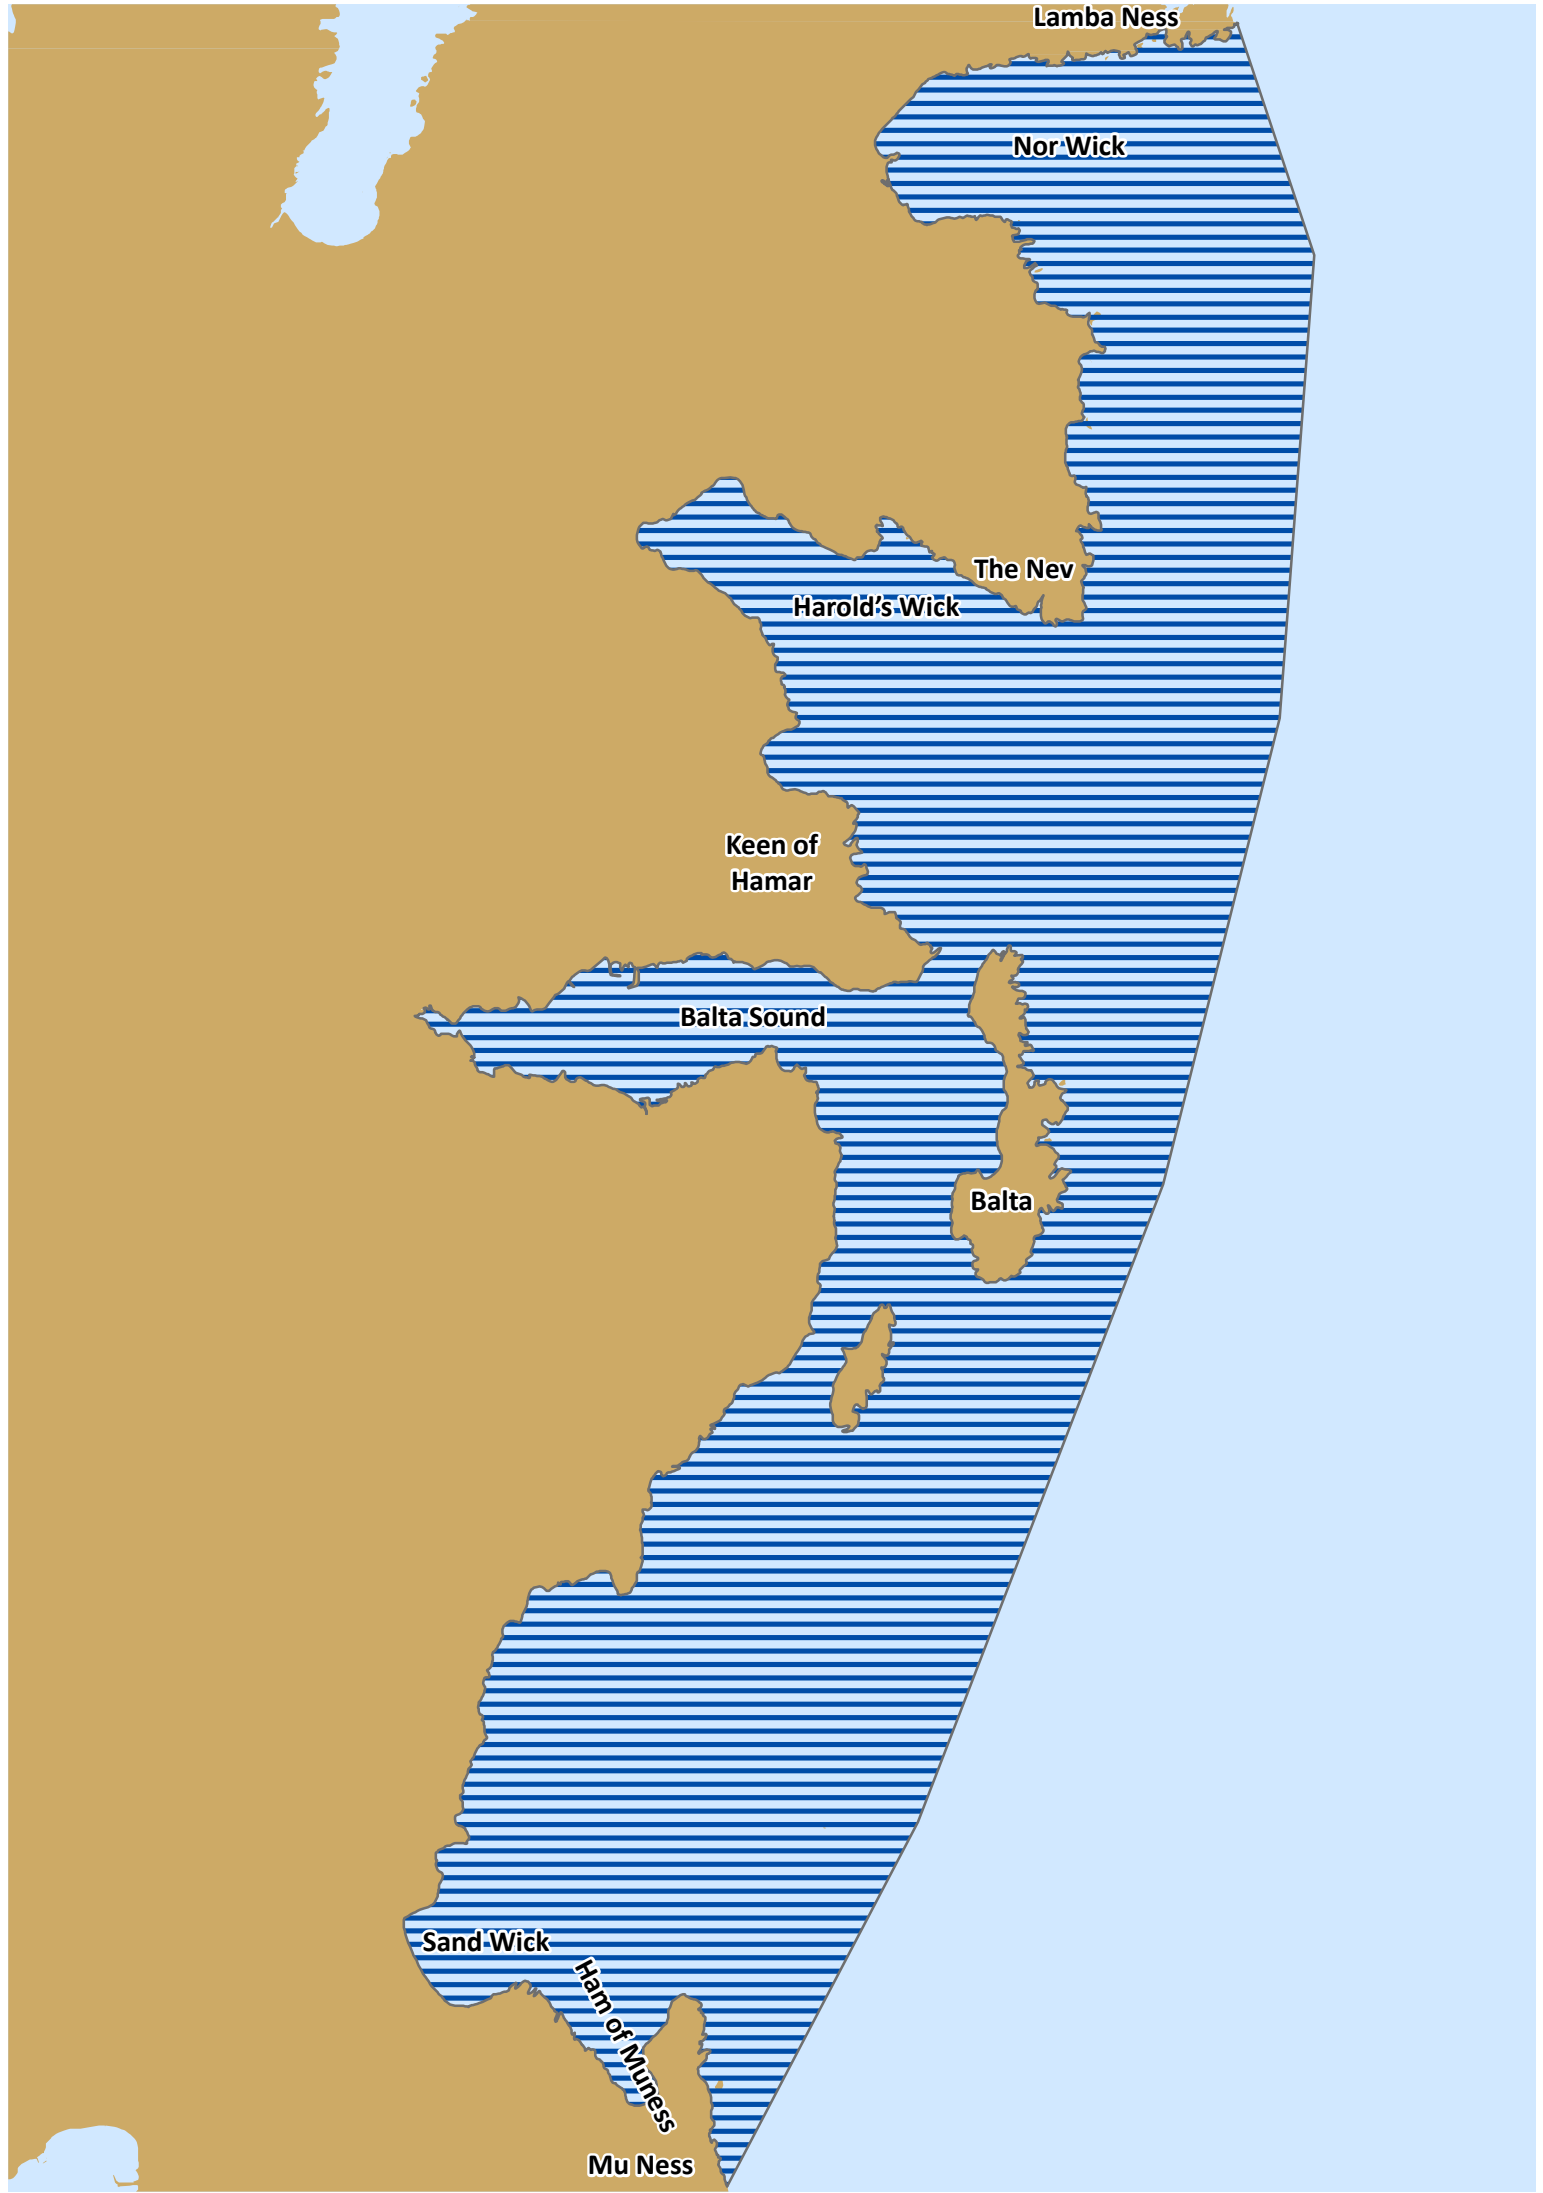 Lamba Ness
Nor Wick
The Nev
Harold’s Wick
Keen of
Hamar
Balta Sound
Balta
Sand Wick
Ham of Muness
Mu Ness